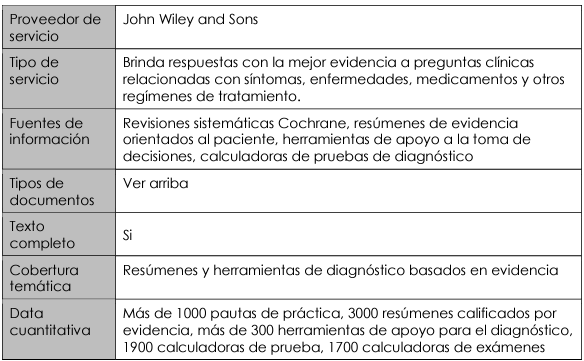 Proveedor de servicio
John Wiley and Sons
Tipo de servicio
Brinda respuestas con la mejor evidencia a preguntas clínicas
relacionadas con síntomas, enfermedades, medicamentos y otros
regímenes de tratamiento.
Fuentes de información
Revisiones sistemáticas Cochrane, resúmenes de evidencia
orientados al paciente, herramientas de apoyo a la toma de
decisiones, calculadoras de pruebas de diagnóstico
Tipos de documentos
Ver arriba
Texto completo
Si
Cobertura temática
Resúmenes y herramientas de diagnóstico basados en evidencia
Data cuantitativa
Más de 1000 pautas de práctica, 3000 resúmenes calificados por
evidencia, más de 300 herramientas de apoyo para el diagnóstico,
1900 calculadoras de prueba, 1700 calculadoras de exámenes